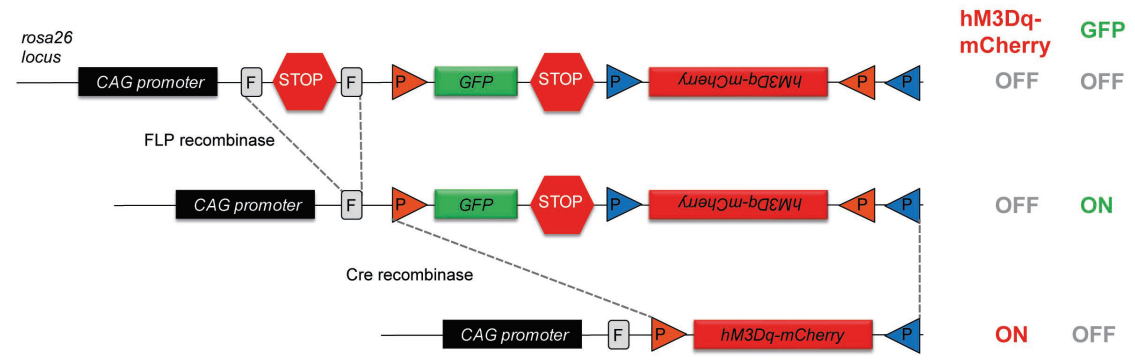 hM3Dq-
mCherry GFP
rosa26
locus
CAG promoter F STOP F P GFP STOP P hM3Dq-mCherry P P OFF OFF
FLP recombinase
CAG promoter F P GFP STOP P hM3Dq-mCherry P P OFF ON
Cre recombinase
CAG promoter F P hM3Dq-mCherry P ON OFF